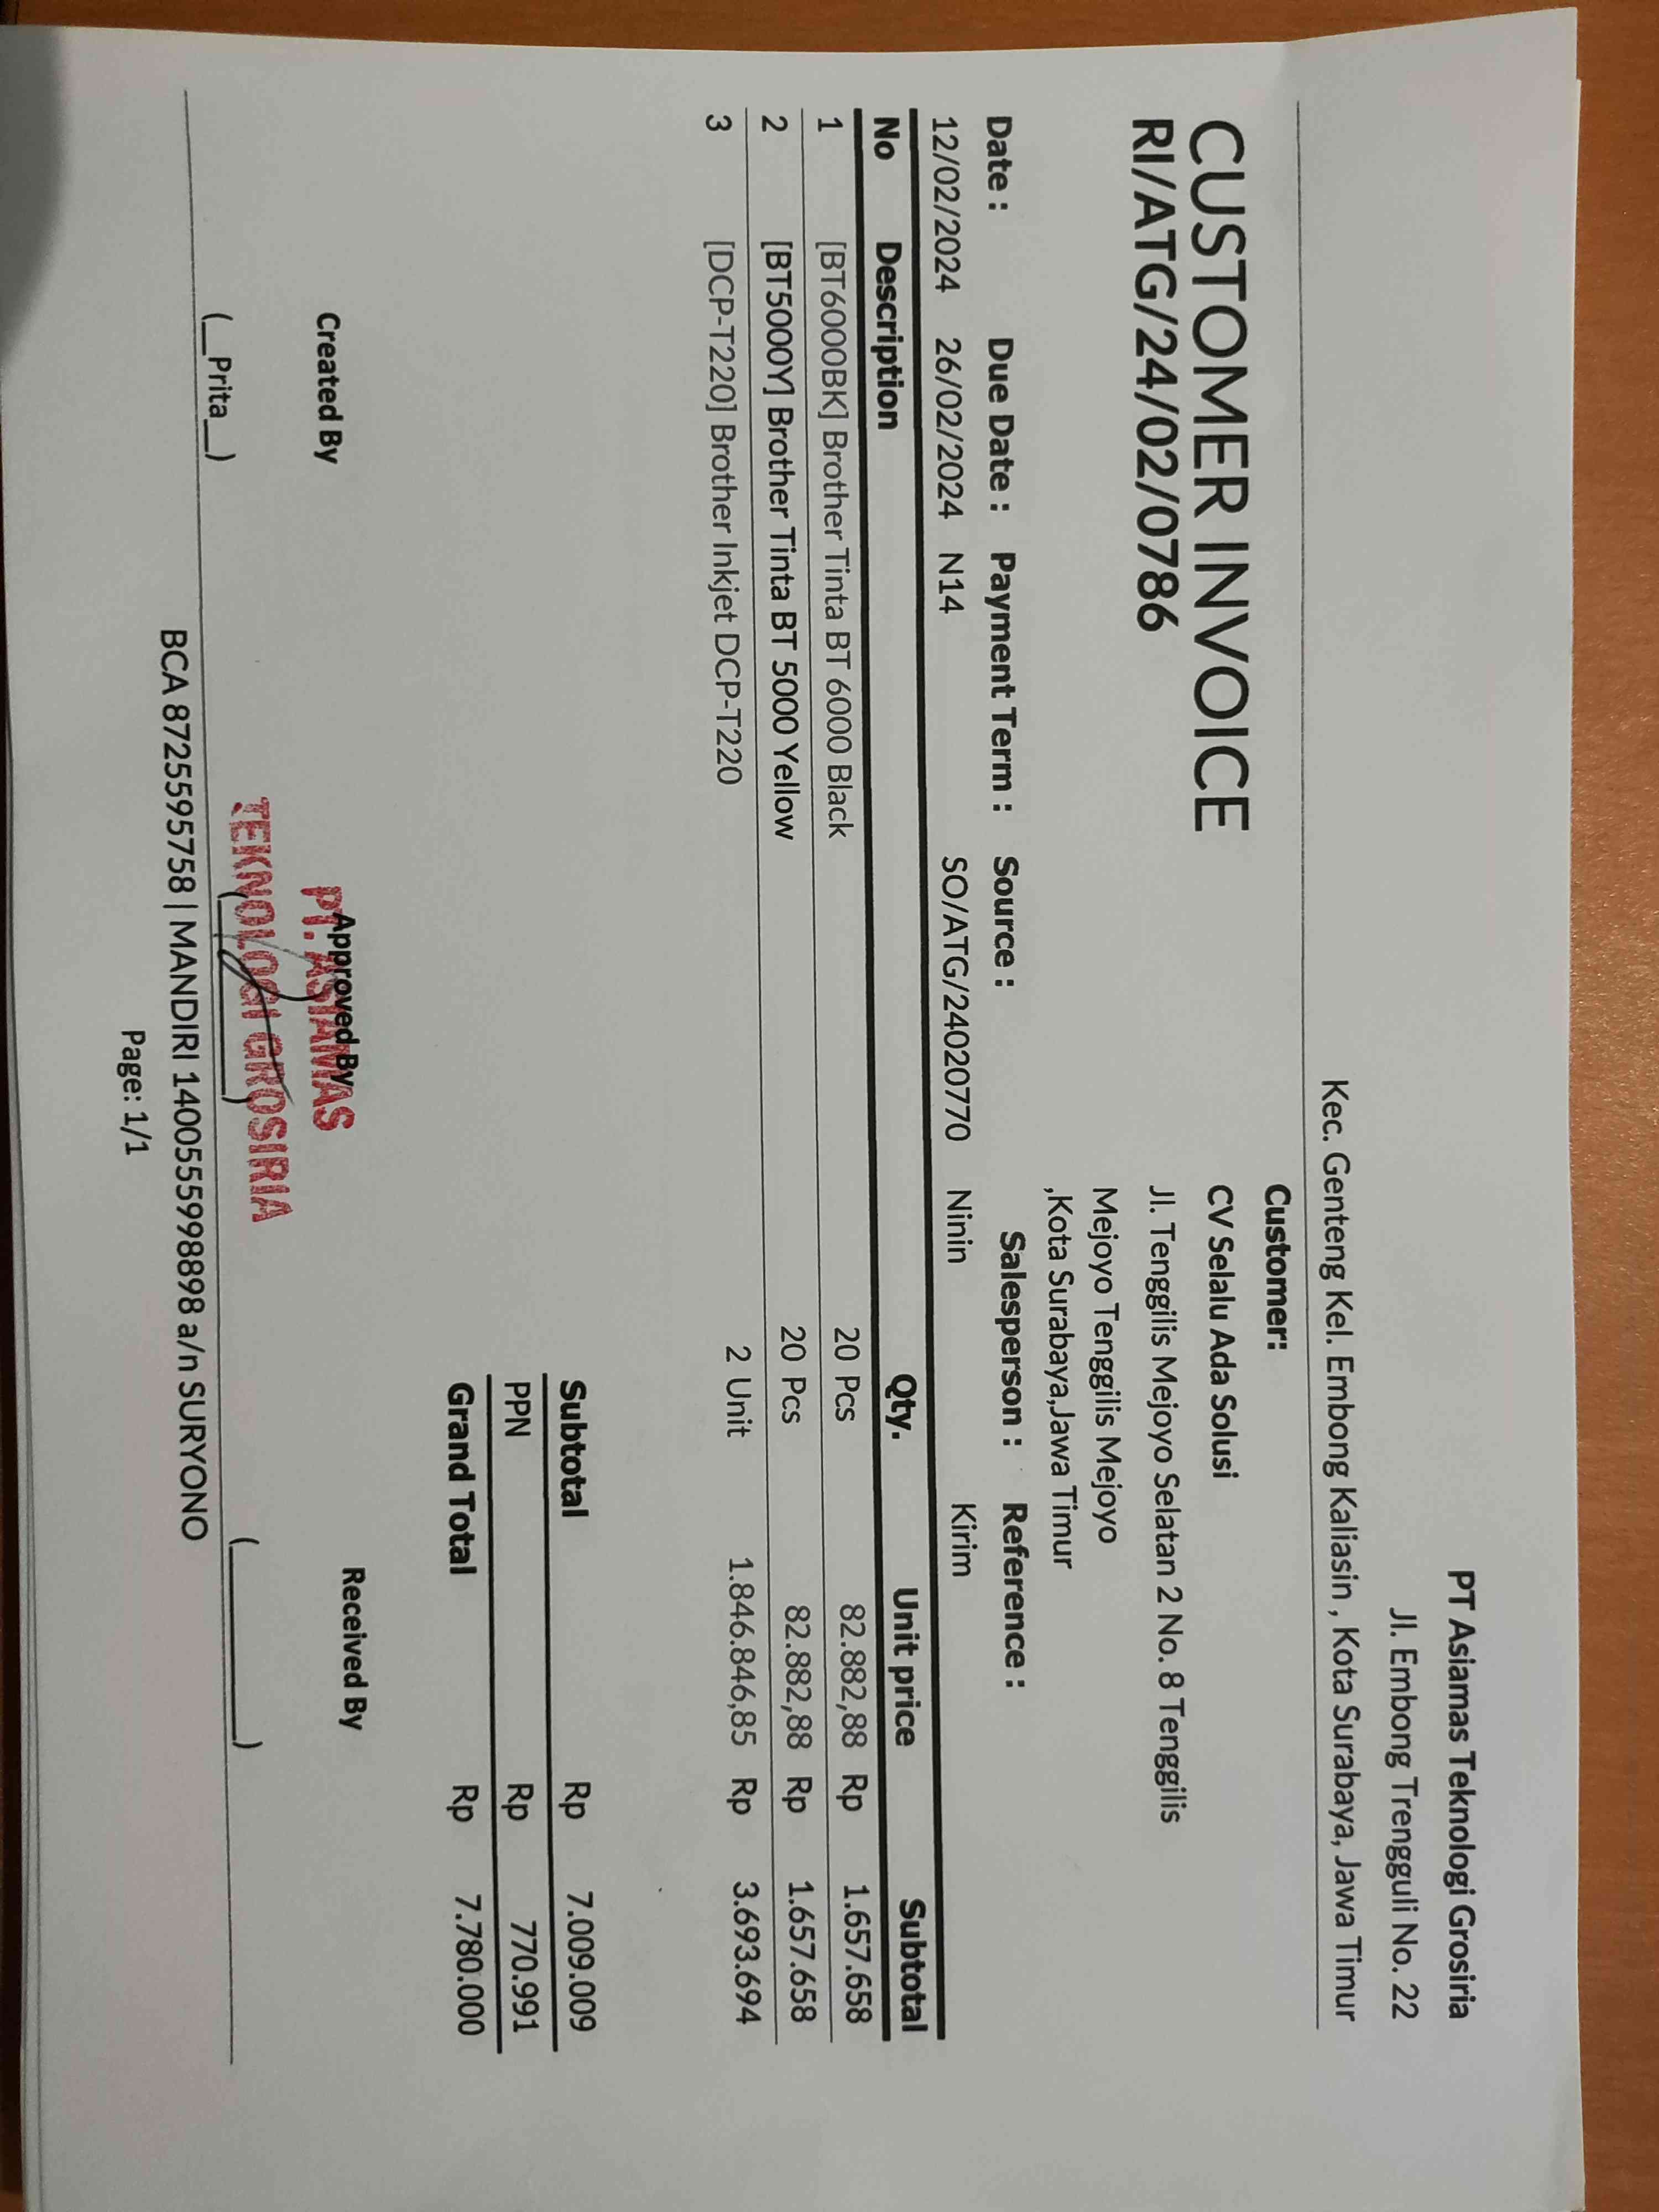 PT Asiamas Teknologi Grosiria
Jl. Embong Trengguli No. 22
Kec. Genteng Kel. Embong Kaliasin , Kota Surabaya, Jawa Timur
CUSTOMER INVOICE
RI/ATG/24/02/0786
Customer:
CV Selalu Ada Solusi
Jl. Tenggilis Mejoyo Selatan 2 No. 8 Tenggilis
Mejoyo Tenggilis Mejoyo
,Kota Surabaya,Jawa Timur
Date : Due Date : Payment Term : Source : Salesperson : Reference :
12/02/2024 26/02/2024 N14 SO/ATG/24020770 Ninin Kirim
No Description Qty. Unit price Subtotal
1 [BT6000BK] Brother Tinta BT 6000 Black 20 Pcs 82.882,88 Rp 1.657.658
2 [BT5000Y] Brother Tinta BT 5000 Yellow 20 Pcs 82.882,88 Rp 1.657.658
3 [DCP-T220] Brother Inkjet DCP-T220 2 Unit 1.846.846,85 Rp 3.693.694
Subtotal Rp 7.009.009
PPN Rp 770.991
Grand Total Rp 7.780.000
Created By Approved By Received By
PT. ASIAMAS
TEKNOLOGI GROSIRIA
(__Prita__) (________) (________)
BCA 8725595758 | MANDIRI 1400555998898 a/n SURYONO
Page: 1/1